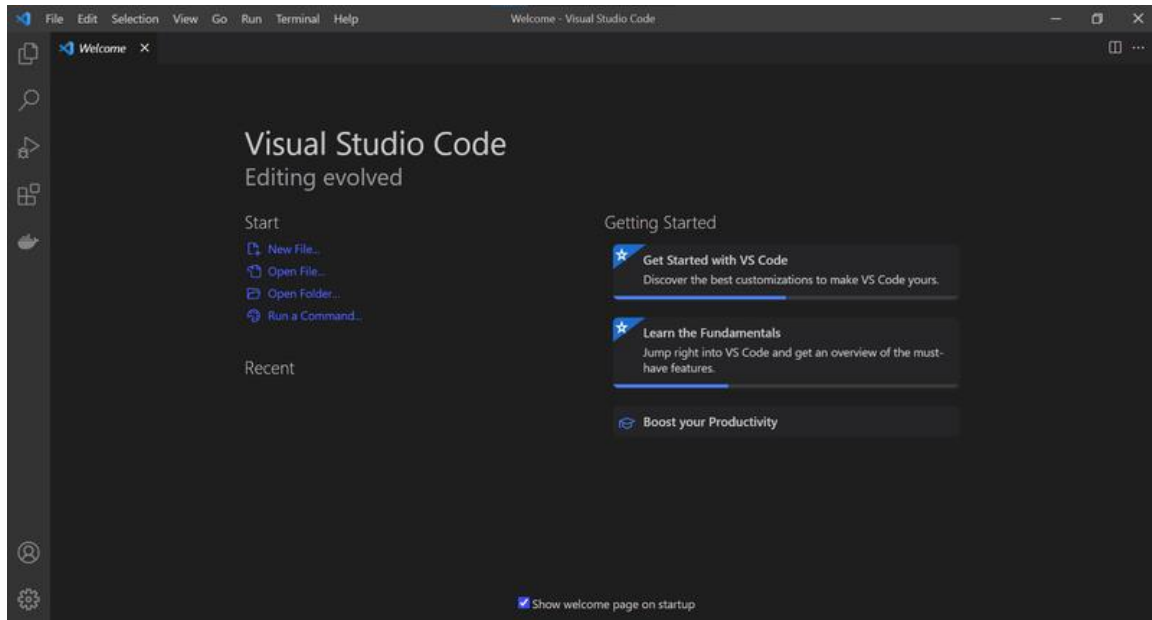 File Edit Selection View Go Run Terminal Help
Welcome - Visual Studio Code
Welcome
Visual Studio Code
Editing evolved
Start
New File...
Open File...
Open Folder...
Run a Command...
Recent
Getting Started
Get Started with VS Code
Discover the best customizations to make VS Code yours.
Learn the Fundamentals
Jump right into VS Code and get an overview of the must-
have features.
Boost your Productivity
Show welcome page on startup